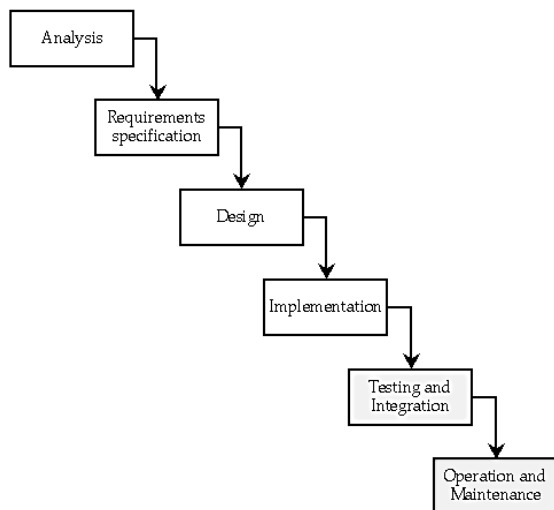 Analysis
Requirements
specification
Design
Implementation
Testing and
Integration
Operation and
Maintenance